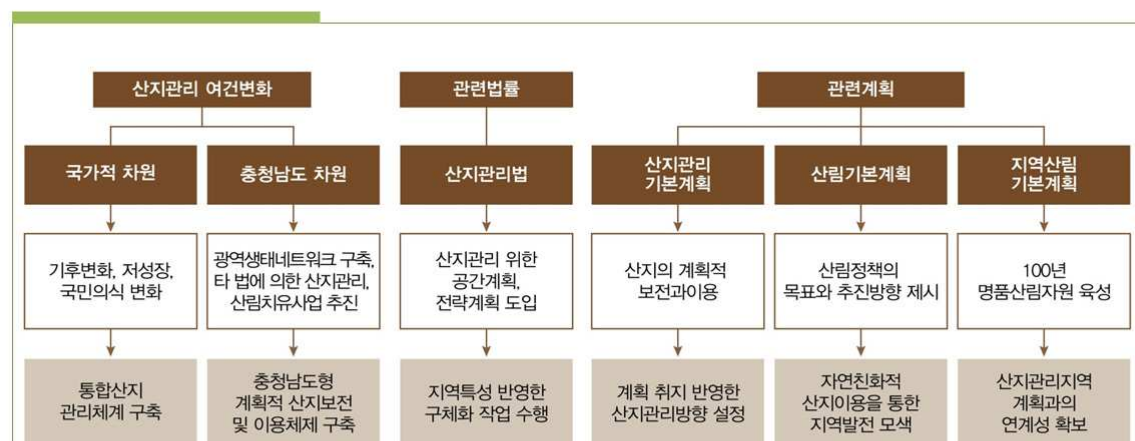 산지관리 여건변화
관련법률
관련계획
국가적 차원
충청남도 차원
산지관리법
산지관리
기본계획
산림기본계획
지역산림
기본계획
기후변화, 저성장,
국민의식 변화
광역생태네트워크 구축,
타 법에 의한 산지관리,
산림치유사업 추진
산지관리 위한
공간계획,
전략계획 도입
산지의 계획적
보전과이용
산림정책의
목표와 추진방향 제시
100년
명품산림자원 육성
통합산지
관리체계 구축
충청남도형
계획적 산지보전
및 이용체제 구축
지역특성 반영한
구체화 작업 수행
계획 취지 반영한
산지관리방향 설정
자연친화적
산지이용을 통한
지역발전 모색
산지관리지역
계획과의
연계성 확보